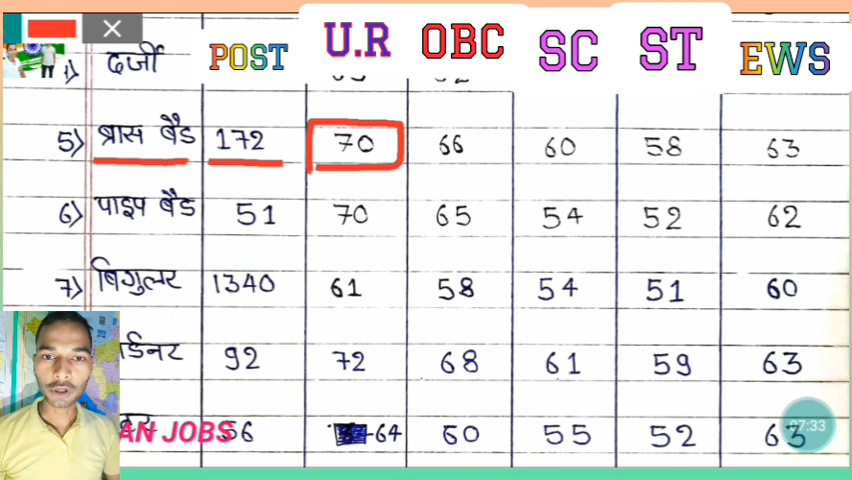 POST U.R OBC SC ST EWS
दर्जी
5) ब्रास बैंड 172 70 66 60 58 63
6) पाइप बैंड 51 70 65 54 52 62
7) बिगुलर 1340 61 58 54 51 60
र्डनर 92 72 68 61 59 63
56 64 60 55 52 63
AN JOBS
07:33